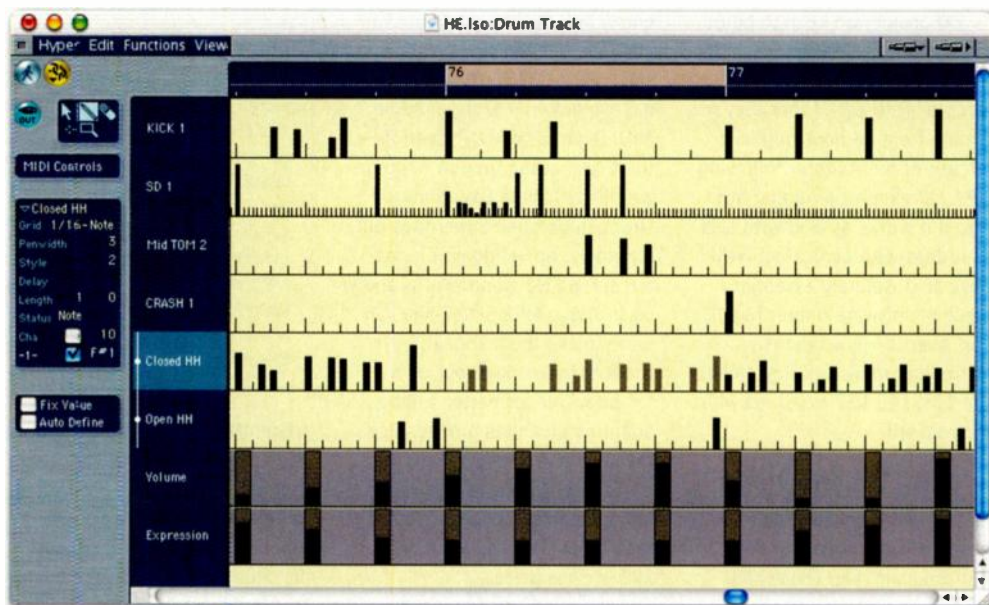 HE.Iso:Drum Track
Hyper Edit Functions View
76
77
OUT
MIDI Controls
Closed HH
Grid 1/16-Note
Penwidth 3
Style 2
Delay
Length 1 0
Status Note
Cha 10
-1- F#1
Fix Value
Auto Define
KICK 1
SD 1
Mid TOM 2
CRASH 1
Closed HH
Open HH
Volume
Expression